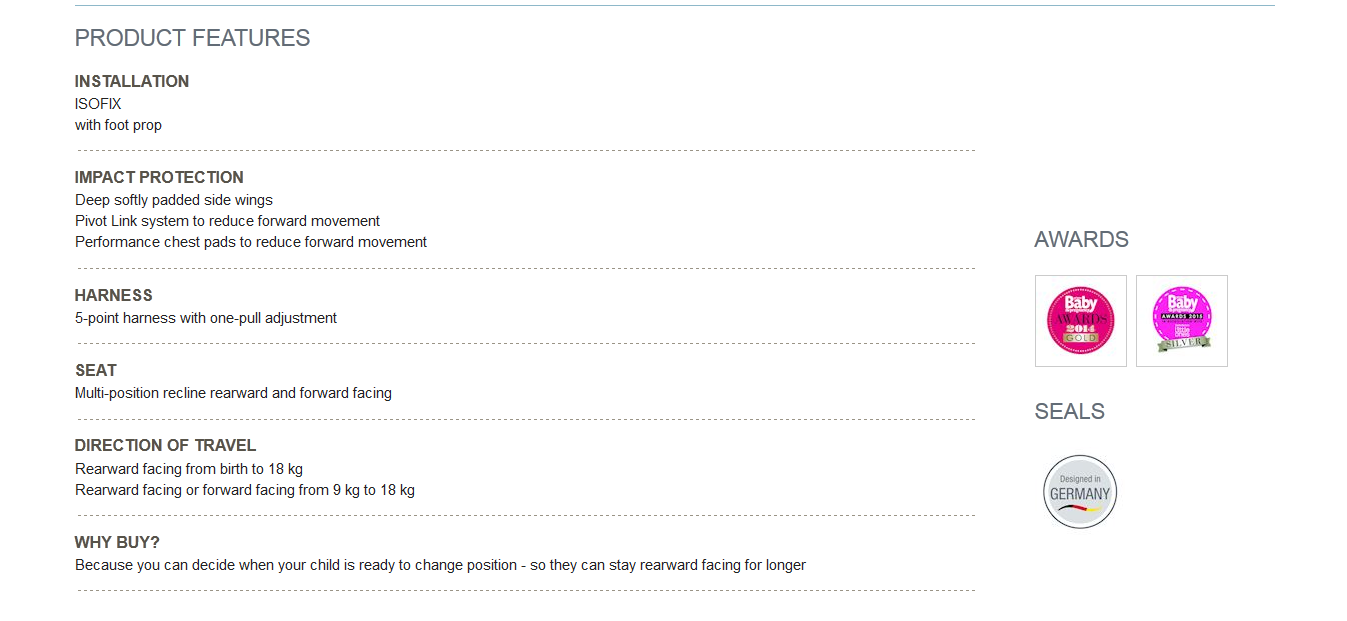 PRODUCT FEATURES
INSTALLATION
ISOFIX
with foot prop
IMPACT PROTECTION
Deep softly padded side wings
Pivot Link system to reduce forward movement
Performance chest pads to reduce forward movement
HARNESS
5-point harness with one-pull adjustment
SEAT
Multi-position recline rearward and forward facing
DIRECTION OF TRAVEL
Rearward facing from birth to 18 kg
Rearward facing or forward facing from 9 kg to 18 kg
WHY BUY?
Because you can decide when your child is ready to change position - so they can stay rearward facing for longer
AWARDS
Baby
AWARDS
2014
GOLD
Baby
AWARDS 2015
SILVER
SEALS
Designed in
GERMANY